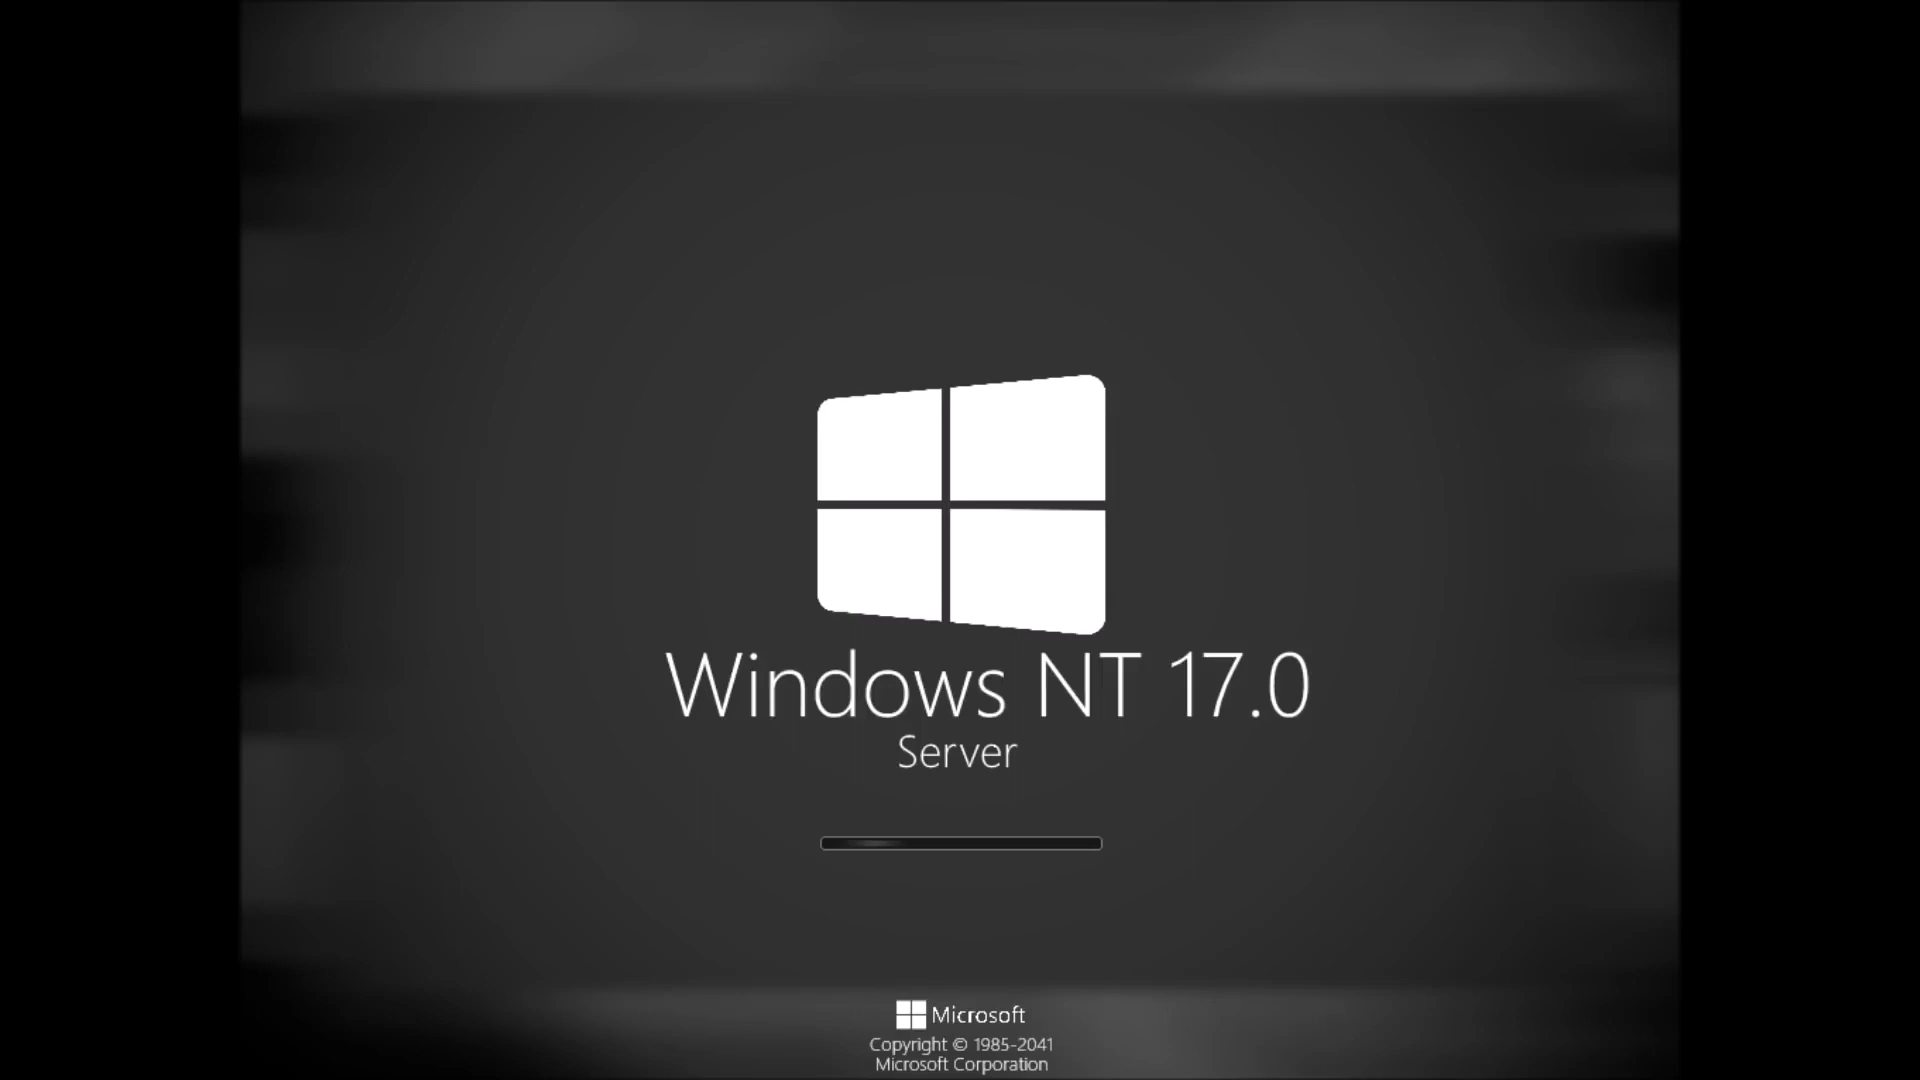 Windows NT 17.0
Server
Microsoft
Copyright © 1985-2041
Microsoft Corporation